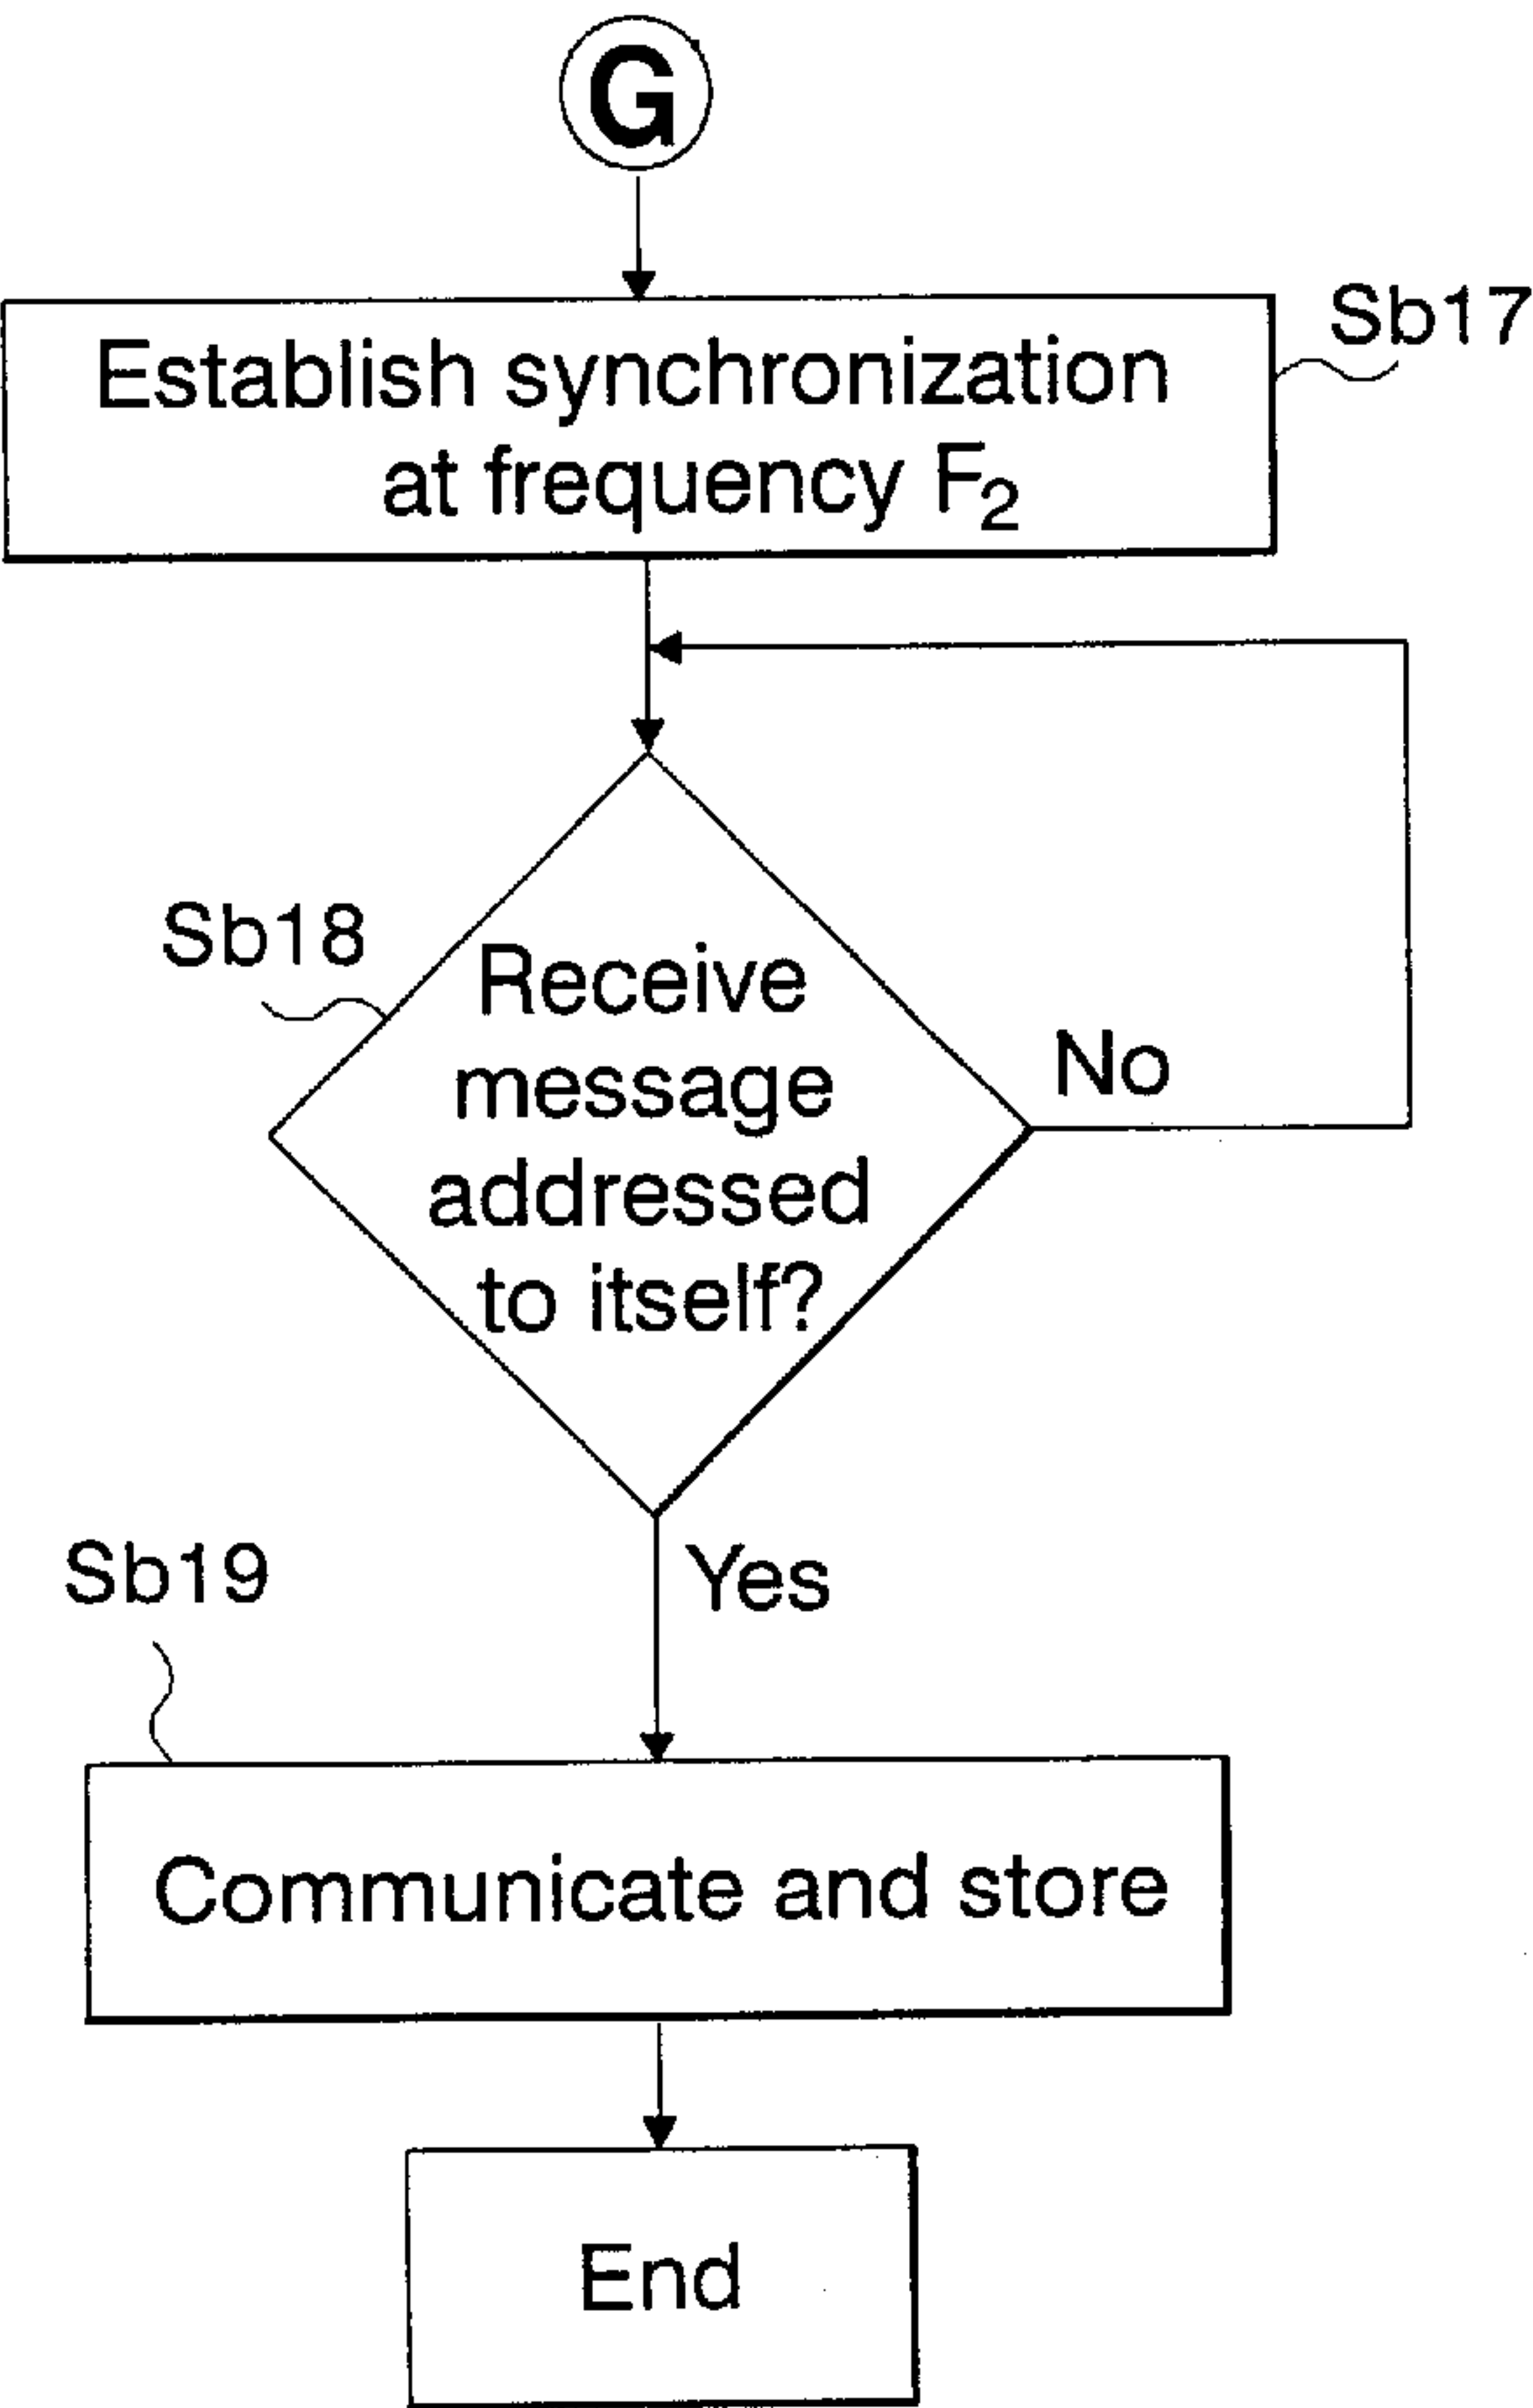 G
Sb17
Establish synchronization
at frequency F₂
Sb18
Receive
message
addressed
to itself?
No
Sb19
Yes
Communicate and store
End